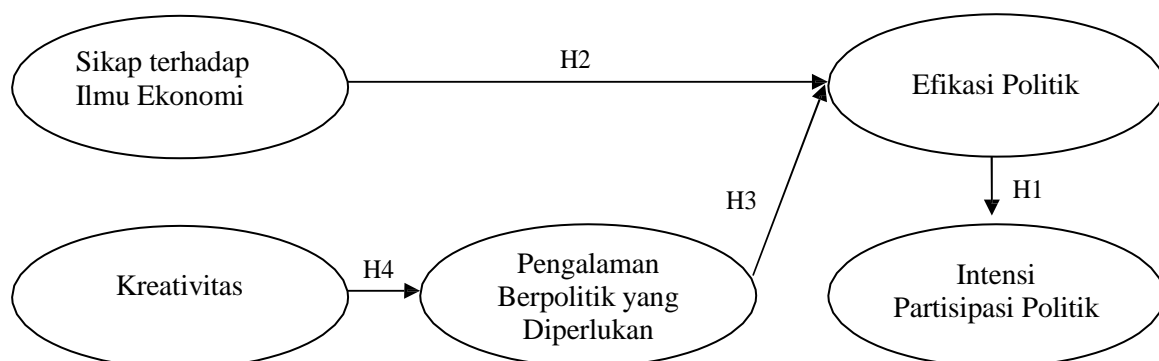 Sikap terhadap
Ilmu Ekonomi
H2
Efikasi Politik
H3
H1
Kreativitas
H4
Pengalaman
Berpolitik yang
Diperlukan
Intensi
Partisipasi Politik